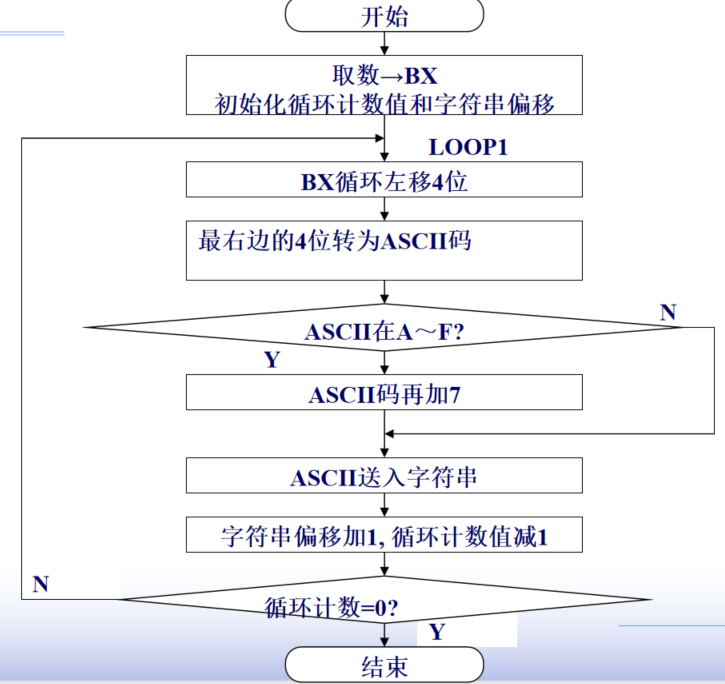 开始
取数→BX
初始化循环计数值和字符串偏移
LOOP1
BX循环左移4位
最右边的4位转为ASCII码
N
ASCII在A～F?
Y
ASCII码再加7
ASCII送入字符串
字符串偏移加1, 循环计数值减1
N
循环计数=0?
Y
结束